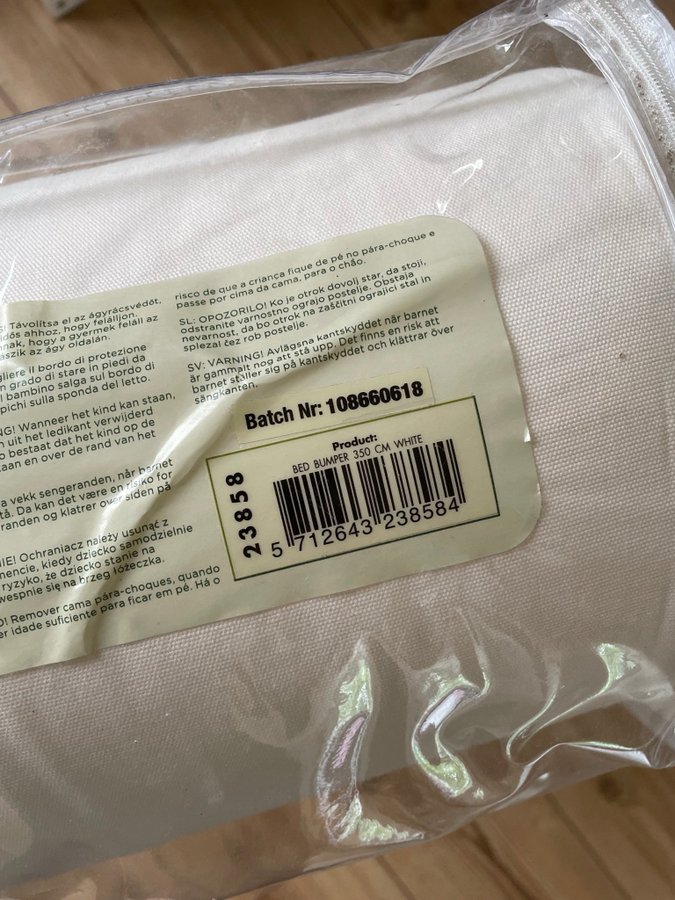 risco de que a criança fique de pé no pára-choque e
passe por cima da cama, para o chão.
SL: OPOZORILO! Ko je otrok dovolj star, da stoji,
odstranite varnostno ograjo postelje. Obstaja
nevarnost, da bo otrok na zaščitni ograjici stal in
splezal čez rob postelje.
SV: VARNING! Avlägsna kantskyddet när barnet
är gammalt nog att stå upp. Det finns en risk att
barnet ställer sig på kantskyddet och klättrar över
sängkanten.
Távolítsa el az ágyrácsvédőt,
ahhoz, hogy felálljon.
hogy a gyermek feláll az
az ágy oldalán.
il bordo di protezione
grado di stare in piedi da
bambino salga sul bordo di
sulla sponda del letto.
Wanneer het kind kan staan,
uit het ledikant verwijderd
bestaat dat het kind op de
en over de rand van het
vekk sengeranden, når barnet
Da kan det være en risiko for
og klatrer over siden på
Ochraniacz należy usunąć z
kiedy dziecko samodzielnie
ryzyko, że dziecko stanie na
się na brzeg łóżeczka.
Remover cama pára-choques, quando
idade suficiente para ficar em pé. Há o
Batch Nr: 108660618
Product:
BED BUMPER 350 CM WHITE
23858
5 712643 238584